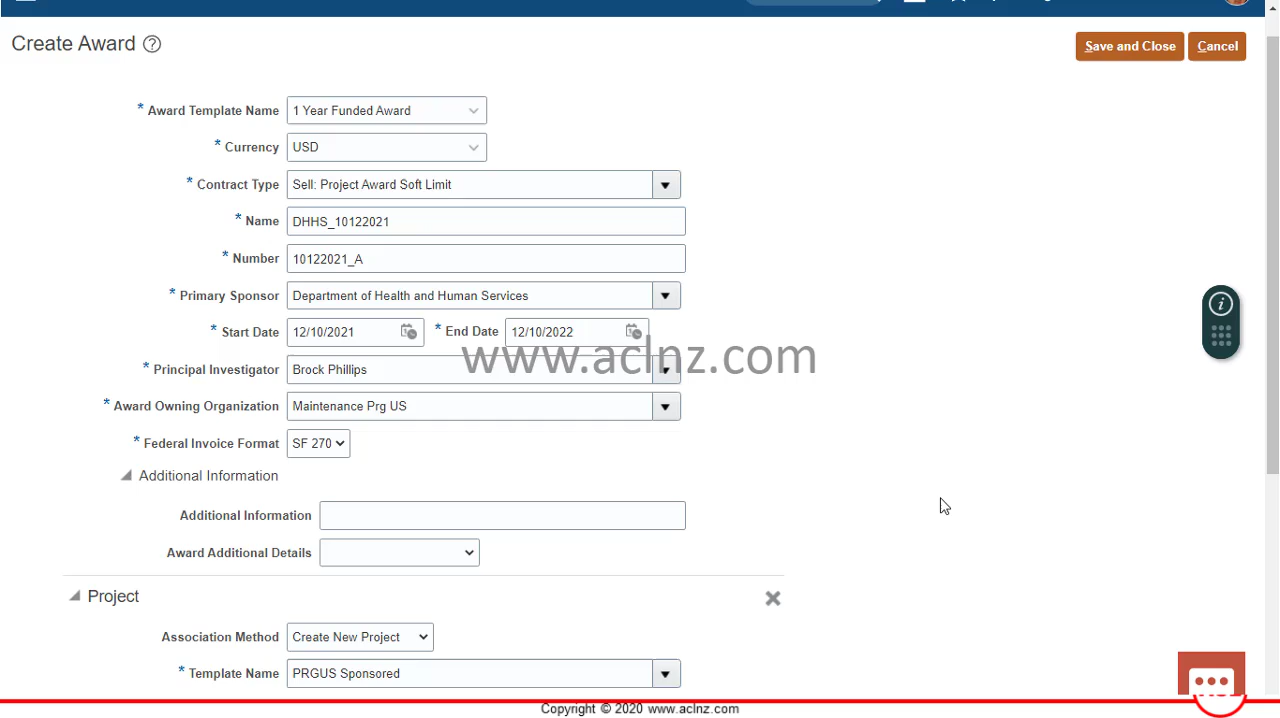 Create Award ?
Save and Close Cancel
* Award Template Name 1 Year Funded Award
* Currency USD
* Contract Type Sell: Project Award Soft Limit
* Name DHHS_10122021
* Number 10122021_A
* Primary Sponsor Department of Health and Human Services
* Start Date 12/10/2021 * End Date 12/10/2022
www.aclnz.com
* Principal Investigator Brock Phillips
* Award Owning Organization Maintenance Prg US
* Federal Invoice Format SF 270
Additional Information
Additional Information
Award Additional Details
Project
Association Method Create New Project
* Template Name PRGUS Sponsored
Copyright © 2020 www.aclnz.com